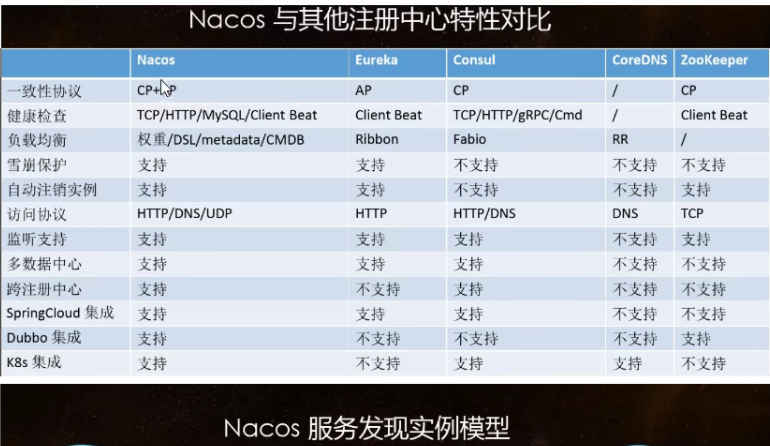 Nacos 与其他注册中心特性对比
Nacos Eureka Consul CoreDNS ZooKeeper
一致性协议 CP+AP AP CP / CP
健康检查 TCP/HTTP/MySQL/Client Beat Client Beat TCP/HTTP/gRPC/Cmd / Client Beat
负载均衡 权重/DSL/metadata/CMDB Ribbon Fabio RR /
雪崩保护 支持 支持 不支持 不支持 不支持
自动注销实例 支持 支持 不支持 不支持 支持
访问协议 HTTP/DNS/UDP HTTP HTTP/DNS DNS TCP
监听支持 支持 支持 支持 不支持 支持
多数据中心 支持 支持 支持 不支持 不支持
跨注册中心 支持 不支持 支持 不支持 不支持
SpringCloud 集成 支持 支持 支持 不支持 不支持
Dubbo 集成 支持 不支持 不支持 不支持 支持
K8s 集成 支持 不支持 支持 支持 不支持
Nacos 服务发现实例模型